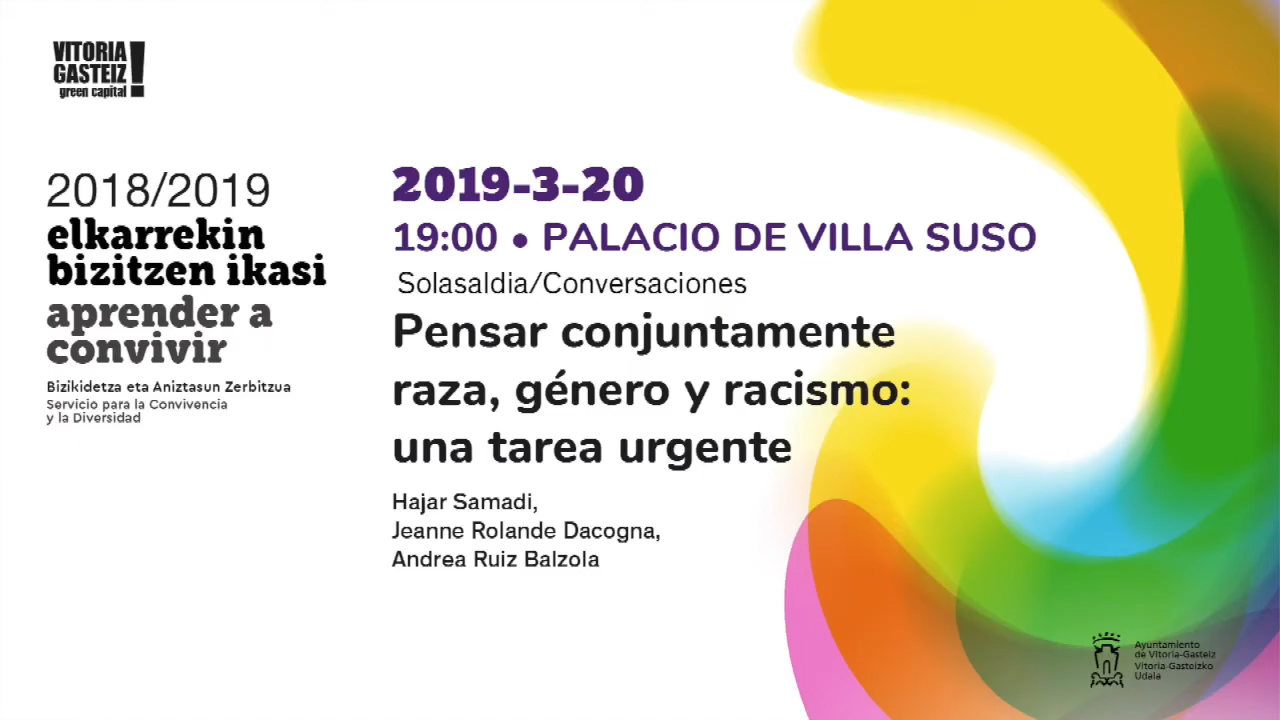 VITORIA
GASTEIZ!
green capital
2018/2019
elkarrekin
bizitzen ikasi
aprender a
convivir
Bizikidetza eta Aniztasun Zerbitzua
Servicio para la Convivencia
y la Diversidad
2019-3-20
19:00 • PALACIO DE VILLA SUSO
Solasaldia/Conversaciones
Pensar conjuntamente
raza, género y racismo:
una tarea urgente
Hajar Samadi,
Jeanne Rolande Dacogna,
Andrea Ruiz Balzola
Ayuntamiento
de Vitoria-Gasteiz
Vitoria-Gasteizko
Udala